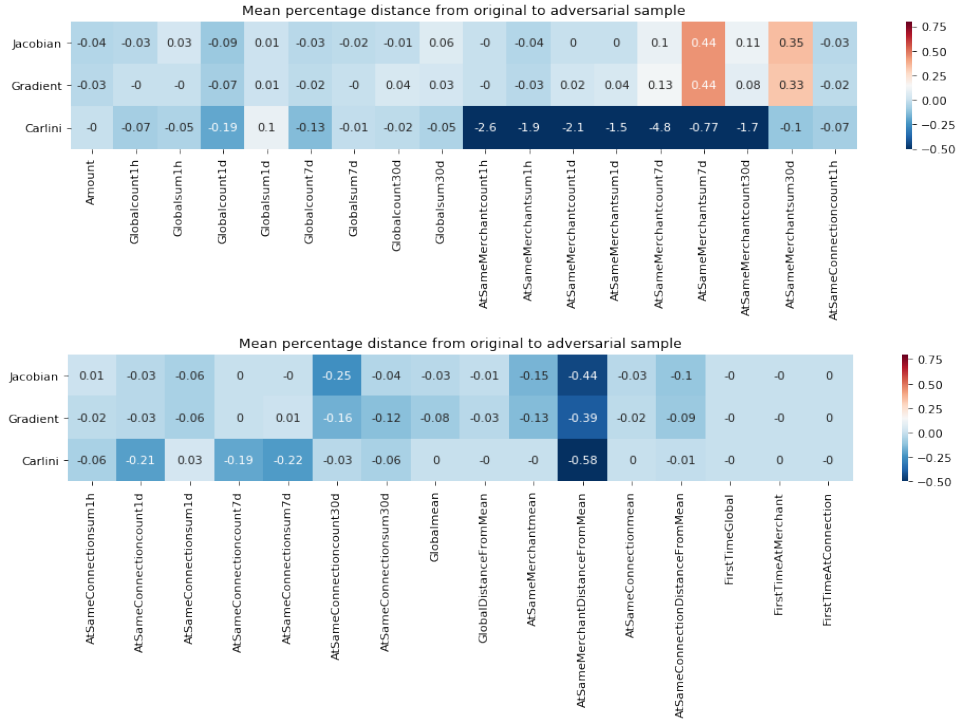 Mean percentage distance from original to adversarial sample
Jacobian -0.04 -0.03 0.03 -0.09 0.01 -0.03 -0.02 -0.01 0.06 -0 -0.04 0 0 0.1 0.44 0.11 0.35 -0.03
Gradient -0.03 -0 -0 -0.07 0.01 -0.02 -0 0.04 0.03 -0 -0.03 0.02 0.04 0.13 0.44 0.08 0.33 -0.02
Carlini -0 -0.07 -0.05 -0.19 0.1 -0.13 -0.01 -0.02 -0.05 -2.6 -1.9 -2.1 -1.5 -4.8 -0.77 -1.7 -0.1 -0.07
Amount
Globalcount1h
Globalsum1h
Globalcount1d
Globalsum1d
Globalcount7d
Globalsum7d
Globalcount30d
Globalsum30d
AtSameMerchantcount1h
AtSameMerchantsum1h
AtSameMerchantcount1d
AtSameMerchantsum1d
AtSameMerchantcount7d
AtSameMerchantsum7d
AtSameMerchantcount30d
AtSameMerchantsum30d
AtSameConnectioncount1h
0.75
0.50
0.25
0.00
-0.25
-0.50
Mean percentage distance from original to adversarial sample
Jacobian 0.01 -0.03 -0.06 0 -0 -0.25 -0.04 -0.03 -0.01 -0.15 -0.44 -0.03 -0.1 -0 -0 0
Gradient -0.02 -0.03 -0.06 0 0.01 -0.16 -0.12 -0.08 -0.03 -0.13 -0.39 -0.02 -0.09 -0 -0 0
Carlini -0.06 -0.21 0.03 -0.19 -0.22 -0.03 -0.06 0 -0 -0 -0.58 0 -0.01 -0 0 -0
AtSameConnectionsum1h
AtSameConnectioncount1d
AtSameConnectionsum1d
AtSameConnectioncount7d
AtSameConnectionsum7d
AtSameConnectioncount30d
AtSameConnectionsum30d
Globalmean
GlobalDistanceFromMean
AtSameMerchantmean
AtSameMerchantDistanceFromMean
AtSameConnectionmean
AtSameConnectionDistanceFromMean
FirstTimeGlobal
FirstTimeAtMerchant
FirstTimeAtConnection
0.75
0.50
0.25
0.00
-0.25
-0.50